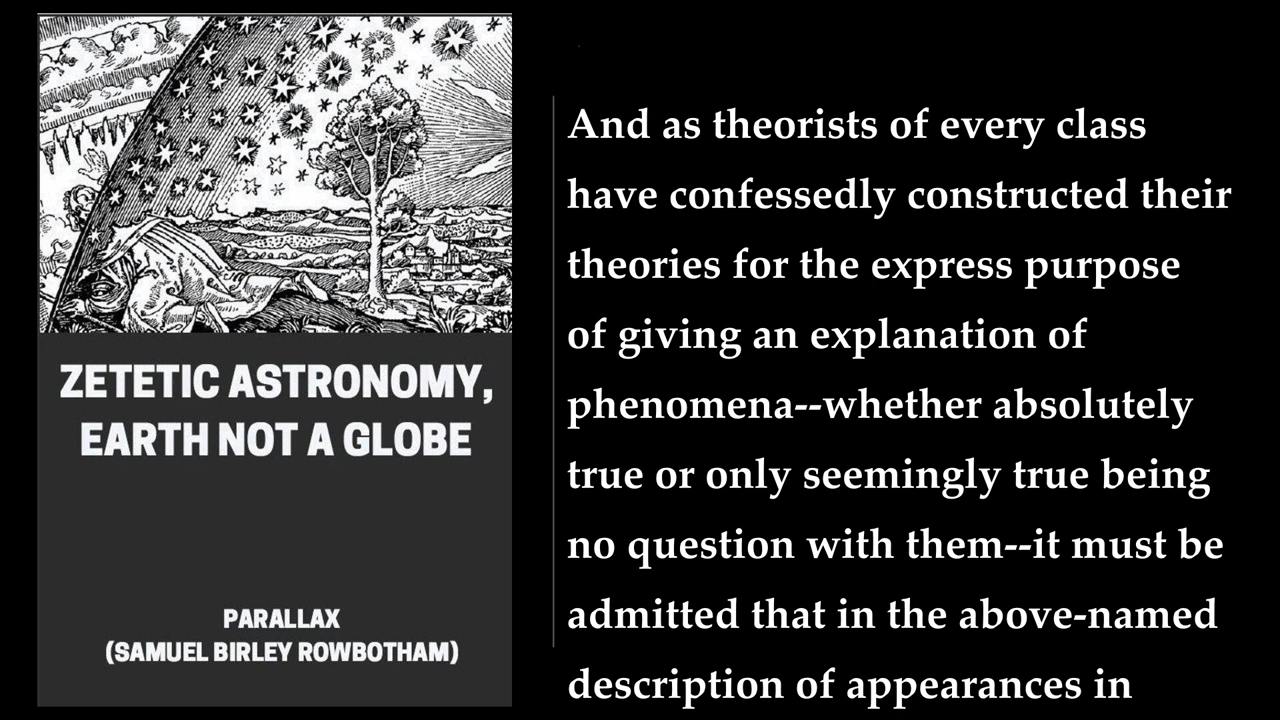 ZETETIC ASTRONOMY,
EARTH NOT A GLOBE
PARALLAX
(SAMUEL BIRLEY ROWBOTHAM)
And as theorists of every class
have confessedly constructed their
theories for the express purpose
of giving an explanation of
phenomena--whether absolutely
true or only seemingly true being
no question with them--it must be
admitted that in the above-named
description of appearances in